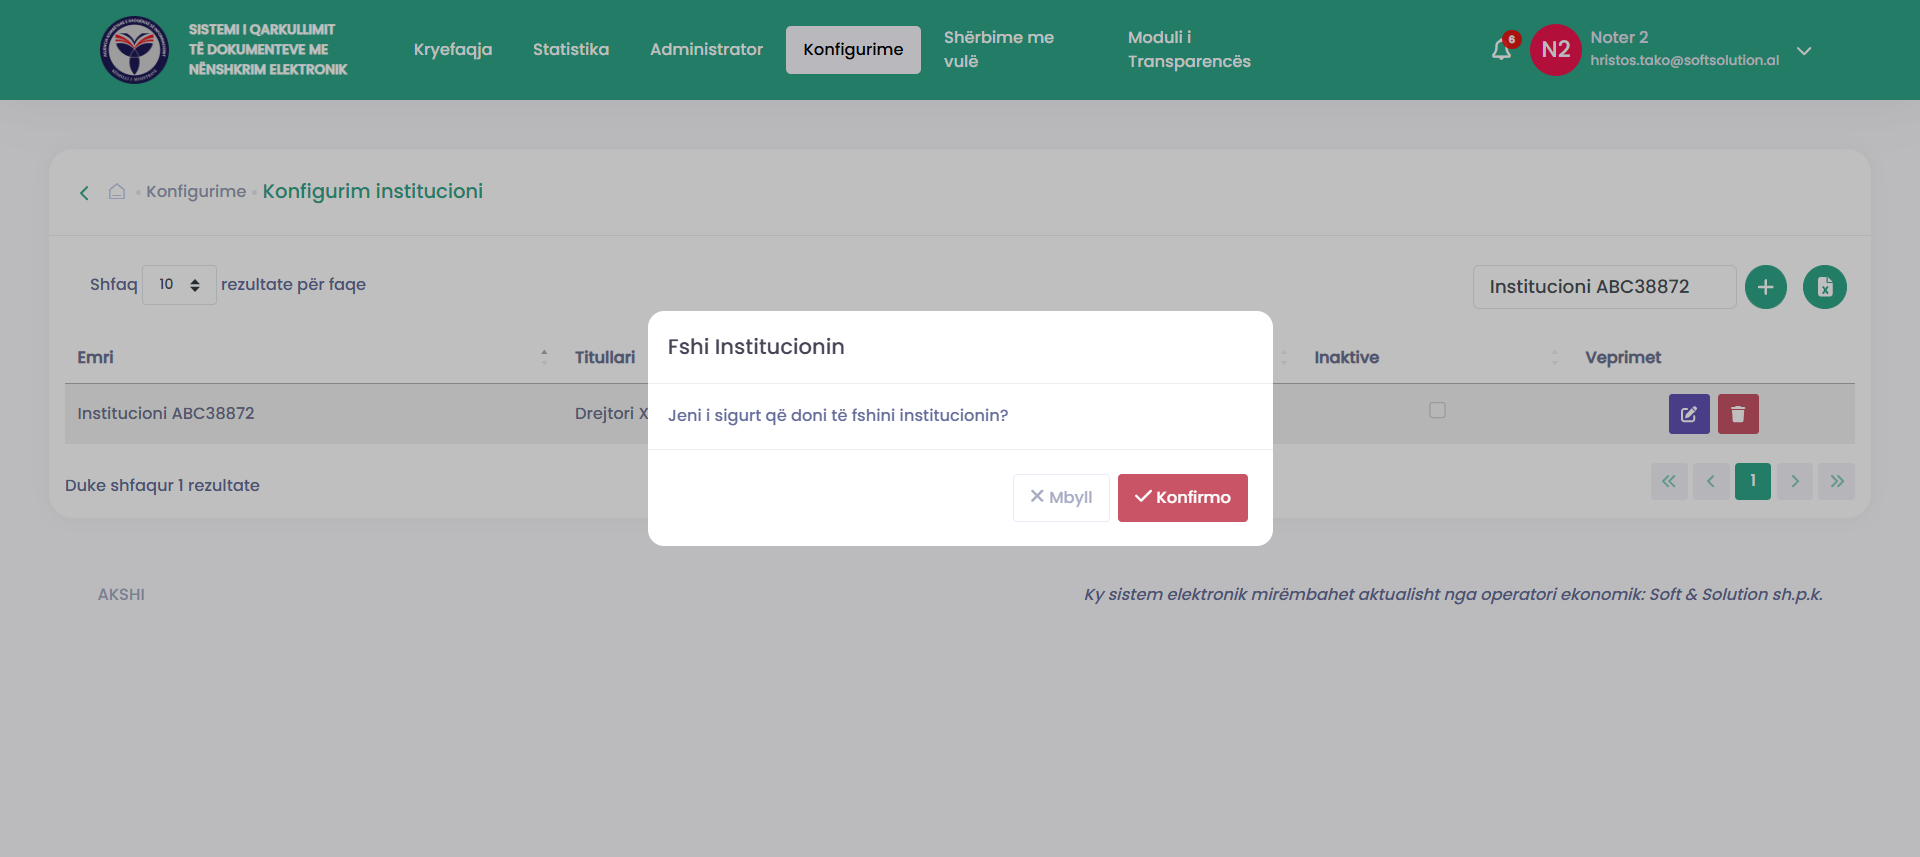 SISTEMI I QARKULLIMIT
TË DOKUMENTEVE ME
NËNSHKRIM ELEKTRONIK
Kryefaqja
Statistika
Administrator
Konfigurime
Shërbime me
vulë
Moduli i
Transparencës
6
N2
Noter 2
hristos.tako@softsolution.al
Konfigurime
Konfigurim institucioni
Shfaq 10 rezultate për faqe
Institucioni ABC38872
Emri
Titullari
Inaktive
Veprimet
Institucioni ABC38872
Drejtori X
Fshi Institucionin
Jeni i sigurt që doni të fshini institucionin?
Mbyll
Konfirmo
Duke shfaqur 1 rezultate
1
AKSHI
Ky sistem elektronik mirëmbahet aktualisht nga operatori ekonomik: Soft & Solution sh.p.k.